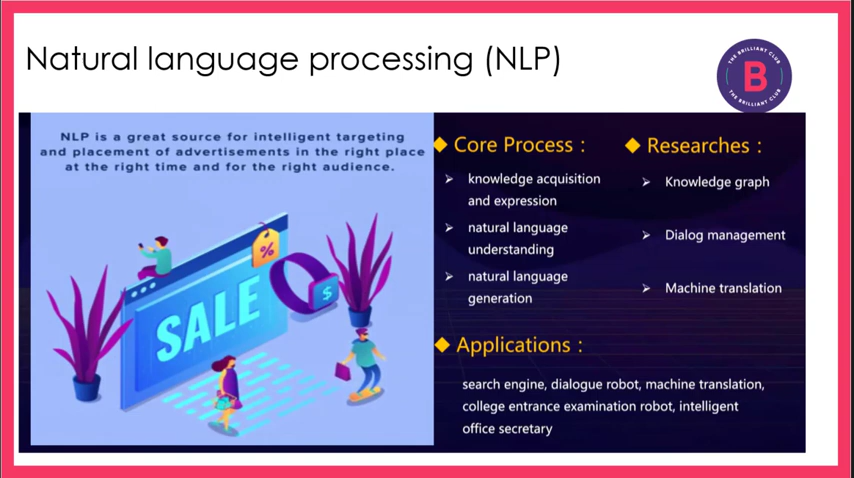 Natural language processing (NLP)
THE BRILLIANT CLUB
B
THE BRILLIANT CLUB
NLP is a great source for intelligent targeting
and placement of advertisements in the right place
at the right time and for the right audience.
%
$
SALE
Core Process :
knowledge acquisition
and expression
natural language
understanding
natural language
generation
Researches :
Knowledge graph
Dialog management
Machine translation
Applications :
search engine, dialogue robot, machine translation,
college entrance examination robot, intelligent
office secretary